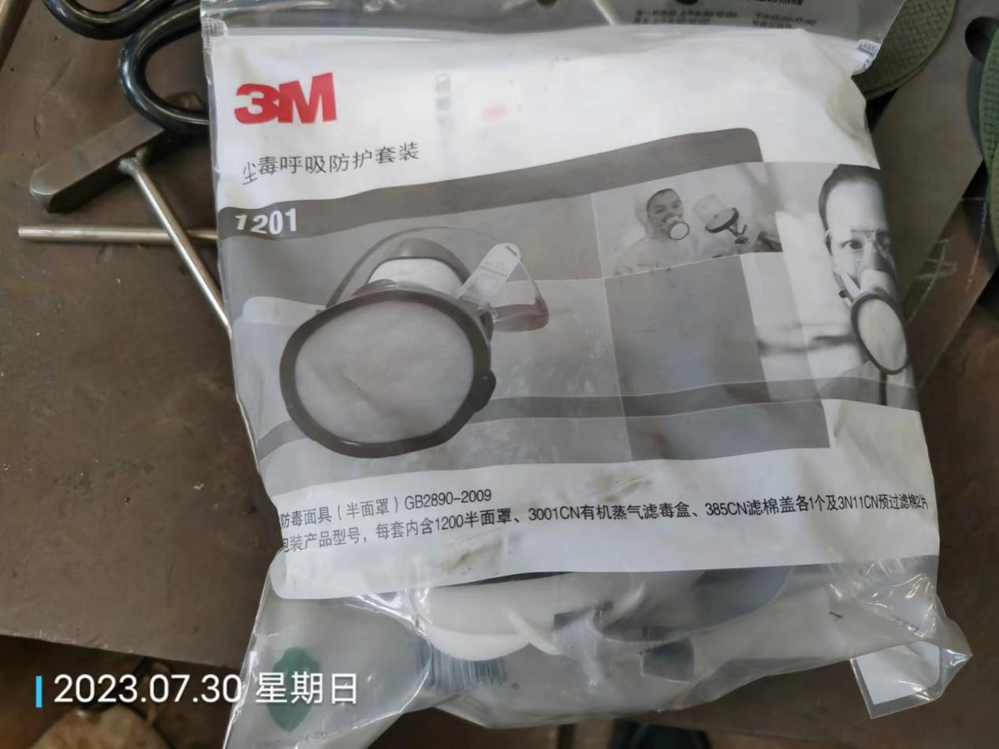 3M
尘毒呼吸防护套装
1201
防毒面具（半面罩）GB2890-2009
包装产品型号，每套内含1200半面罩、3001CN有机蒸气滤毒盒、385CN滤棉盖各1个及3N11CN预过滤棉2片
2023.07.30 星期日